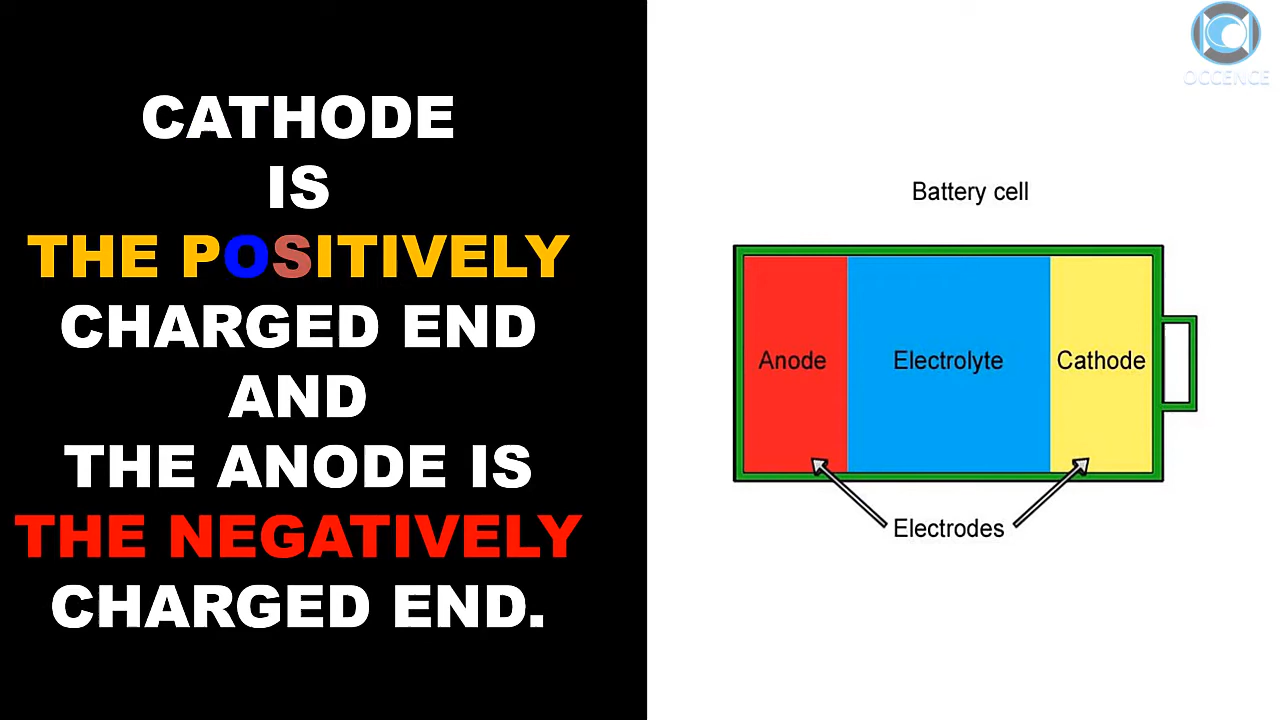 CATHODE
IS
THE POSITIVELY
CHARGED END
AND
THE ANODE IS
THE NEGATIVELY
CHARGED END.
OCCENCE
Battery cell
Anode
Electrolyte
Cathode
Electrodes